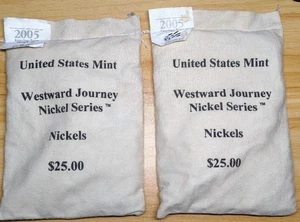 2005
United States Mint
Westward Journey
Nickel Series™
Nickels
$25.00
2005
United States Mint
Westward Journey
Nickel Series™
Nickels
$25.00